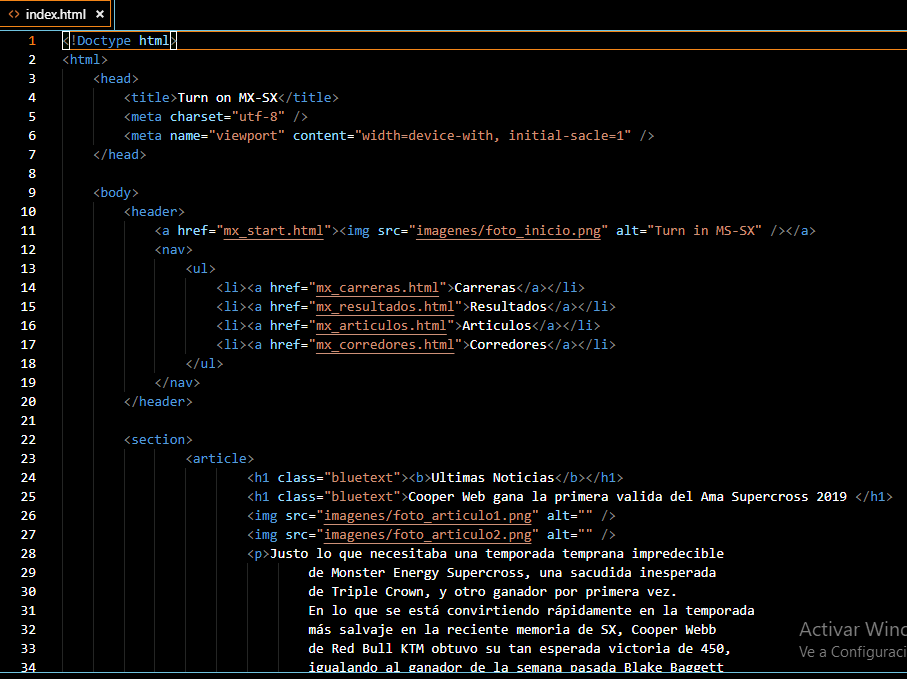 <> index.html ×
1 <!Doctype html>
2 <html>
3 <head>
4 <title>Turn on MX-SX</title>
5 <meta charset="utf-8" />
6 <meta name="viewport" content="width=device-with, initial-sacle=1" />
7 </head>
8
9 <body>
10 <header>
11 <a href="mx_start.html"><img src="imagenes/foto_inicio.png" alt="Turn in MS-SX" /></a>
12 <nav>
13 <ul>
14 <li><a href="mx_carreras.html">Carreras</a></li>
15 <li><a href="mx_resultados.html">Resultados</a></li>
16 <li><a href="mx_articulos.html">Articulos</a></li>
17 <li><a href="mx_corredores.html">Corredores</a></li>
18 </ul>
19 </nav>
20 </header>
21
22 <section>
23 <article>
24 <h1 class="bluetext"><b>Ultimas Noticias</b></h1>
25 <h1 class="bluetext">Cooper Web gana la primera valida del Ama Supercross 2019 </h1>
26 <img src="imagenes/foto_articulo1.png" alt="" />
27 <img src="imagenes/foto_articulo2.png" alt="" />
28 <p>Justo lo que necesitaba una temporada temprana impredecible
29 de Monster Energy Supercross, una sacudida inesperada
30 de Triple Crown, y otro ganador por primera vez.
31 En lo que se está convirtiendo rápidamente en la temporada
32 más salvaje en la reciente memoria de SX, Cooper Webb
33 de Red Bull KTM obtuvo su tan esperada victoria de 450,
34 igualando al ganador de la semana pasada Blake Baggett
Activar Wind
Ve a Configuraci